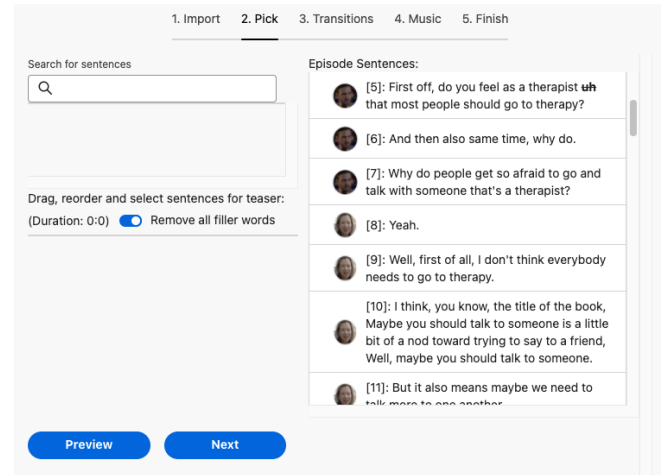 1. Import 2. Pick 3. Transitions 4. Music 5. Finish
Search for sentences
Drag, reorder and select sentences for teaser:
(Duration: 0:0) Remove all filler words
Preview Next
Episode Sentences:
[5]: First off, do you feel as a therapist uh
that most people should go to therapy?
[6]: And then also same time, why do.
[7]: Why do people get so afraid to go and
talk with someone that's a therapist?
[8]: Yeah.
[9]: Well, first of all, I don't think everybody
needs to go to therapy.
[10]: I think, you know, the title of the book,
Maybe you should talk to someone is a little
bit of a nod toward trying to say to a friend,
Well, maybe you should talk to someone.
[11]: But it also means maybe we need to
talk more to one another